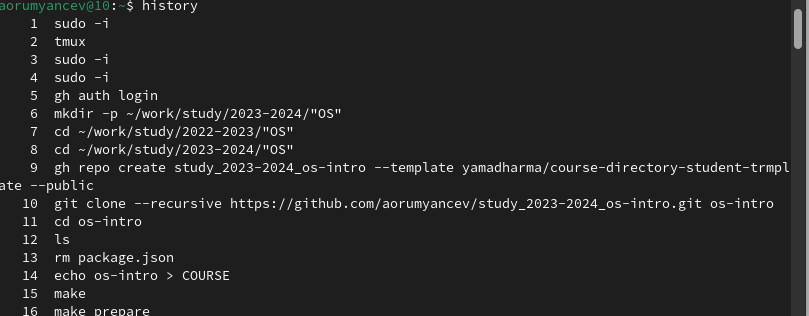 aorumyancev@10:~$ history
1 sudo -i
2 tmux
3 sudo -i
4 sudo -i
5 gh auth login
6 mkdir -p ~/work/study/2023-2024/"OS"
7 cd ~/work/study/2022-2023/"OS"
8 cd ~/work/study/2023-2024/"OS"
9 gh repo create study_2023-2024_os-intro --template yamadharma/course-directory-student-trmpl
ate --public
10 git clone --recursive https://github.com/aorumyancev/study_2023-2024_os-intro.git os-intro
11 cd os-intro
12 ls
13 rm package.json
14 echo os-intro > COURSE
15 make
16 make prepare